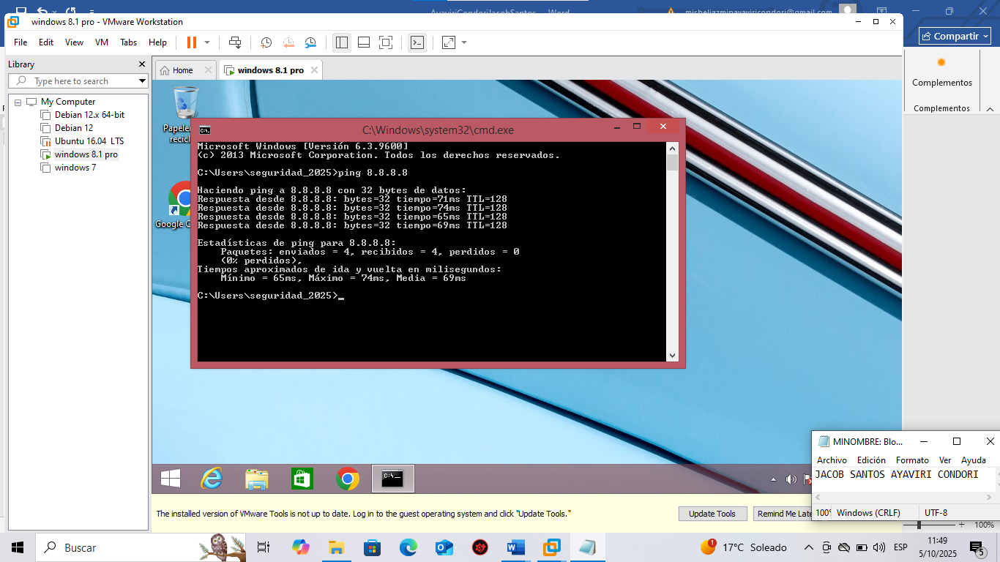 AyaviriCondoriJacobSantos - Word
misheljazminayaviricondori@gmail.com
windows 8.1 pro - VMware Workstation
File Edit View VM Tabs Help
Compartir
Library
Type here to search
Home
windows 8.1 pro
Complementos
Complementos
My Computer
Debian 12.x 64-bit
Debian 12
Ubuntu 16.04 LTS
windows 8.1 pro
windows 7
Papelera
recicl
Google C
C:\Windows\system32\cmd.exe
Microsoft Windows [Versión 6.3.9600]
(c) 2013 Microsoft Corporation. Todos los derechos reservados.
C:\Users\seguridad_2025>ping 8.8.8.8
Haciendo ping a 8.8.8.8 con 32 bytes de datos:
Respuesta desde 8.8.8.8: bytes=32 tiempo=71ms TTL=128
Respuesta desde 8.8.8.8: bytes=32 tiempo=74ms TTL=128
Respuesta desde 8.8.8.8: bytes=32 tiempo=65ms TTL=128
Respuesta desde 8.8.8.8: bytes=32 tiempo=69ms TTL=128
Estadísticas de ping para 8.8.8.8:
Paquetes: enviados = 4, recibidos = 4, perdidos = 0
(0% perdidos),
Tiempos aproximados de ida y vuelta en milisegundos:
Mínimo = 65ms, Máximo = 74ms, Media = 69ms
C:\Users\seguridad_2025>_
MINOMBRE: Blo...
Archivo Edición Formato Ver Ayuda
JACOB SANTOS AYAVIRI CONDORI
100% Windows (CRLF) UTF-8
The installed version of VMware Tools is not up to date. Log in to the guest operating system and click "Update Tools."
Update Tools
Remind Me Late
100%
Buscar
17°C Soleado
ESP
11:49
5/10/2025
5
1